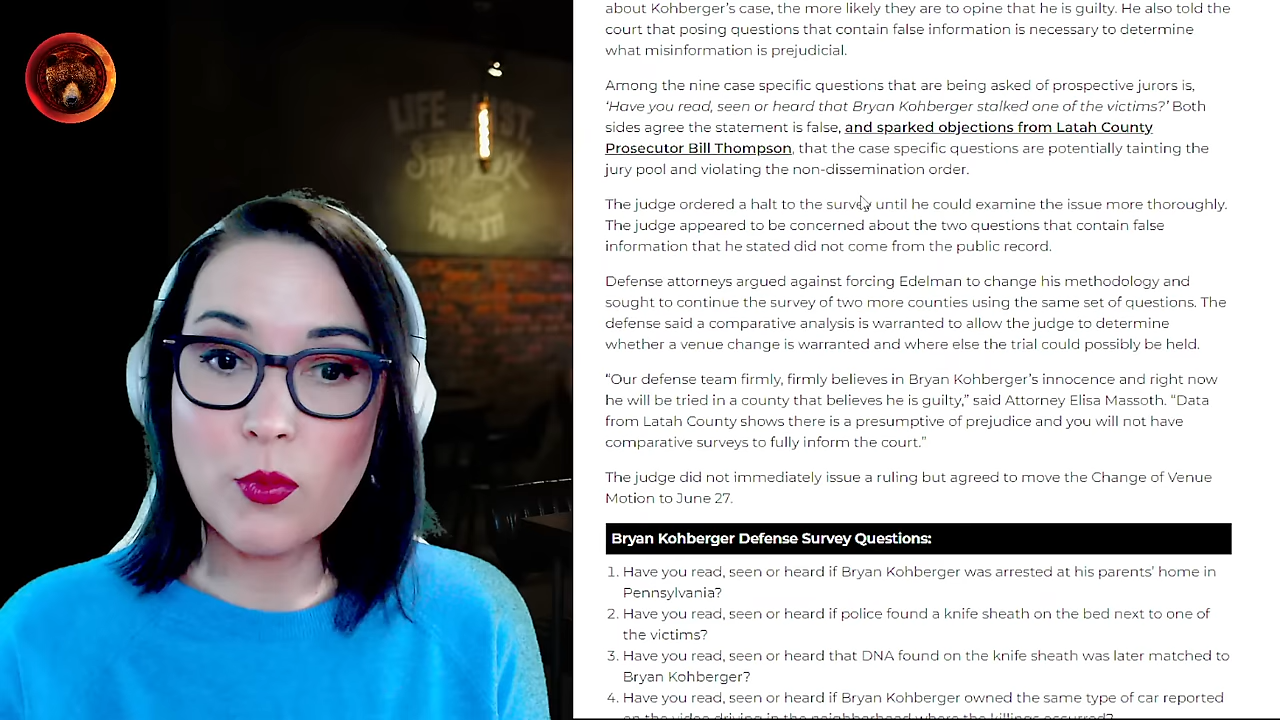 LIFE
about Kohberger's case, the more likely they are to opine that he is guilty. He also told the
court that posing questions that contain false information is necessary to determine
what misinformation is prejudicial.
Among the nine case specific questions that are being asked of prospective jurors is,
‘Have you read, seen or heard that Bryan Kohberger stalked one of the victims?’ Both
sides agree the statement is false, and sparked objections from Latah County
Prosecutor Bill Thompson, that the case specific questions are potentially tainting the
jury pool and violating the non-dissemination order.
The judge ordered a halt to the survey until he could examine the issue more thoroughly.
The judge appeared to be concerned about the two questions that contain false
information that he stated did not come from the public record.
Defense attorneys argued against forcing Edelman to change his methodology and
sought to continue the survey of two more counties using the same set of questions. The
defense said a comparative analysis is warranted to allow the judge to determine
whether a venue change is warranted and where else the trial could possibly be held.
“Our defense team firmly, firmly believes in Bryan Kohberger’s innocence and right now
he will be tried in a county that believes he is guilty,” said Attorney Elisa Massoth. “Data
from Latah County shows there is a presumptive of prejudice and you will not have
comparative surveys to fully inform the court.”
The judge did not immediately issue a ruling but agreed to move the Change of Venue
Motion to June 27.
Bryan Kohberger Defense Survey Questions:
1. Have you read, seen or heard if Bryan Kohberger was arrested at his parents’ home in
Pennsylvania?
2. Have you read, seen or heard if police found a knife sheath on the bed next to one of
the victims?
3. Have you read, seen or heard that DNA found on the knife sheath was later matched to
Bryan Kohberger?
4. Have you read, seen or heard if Bryan Kohberger owned the same type of car reported
on the video driving in the neighborhood where the killings occurred?